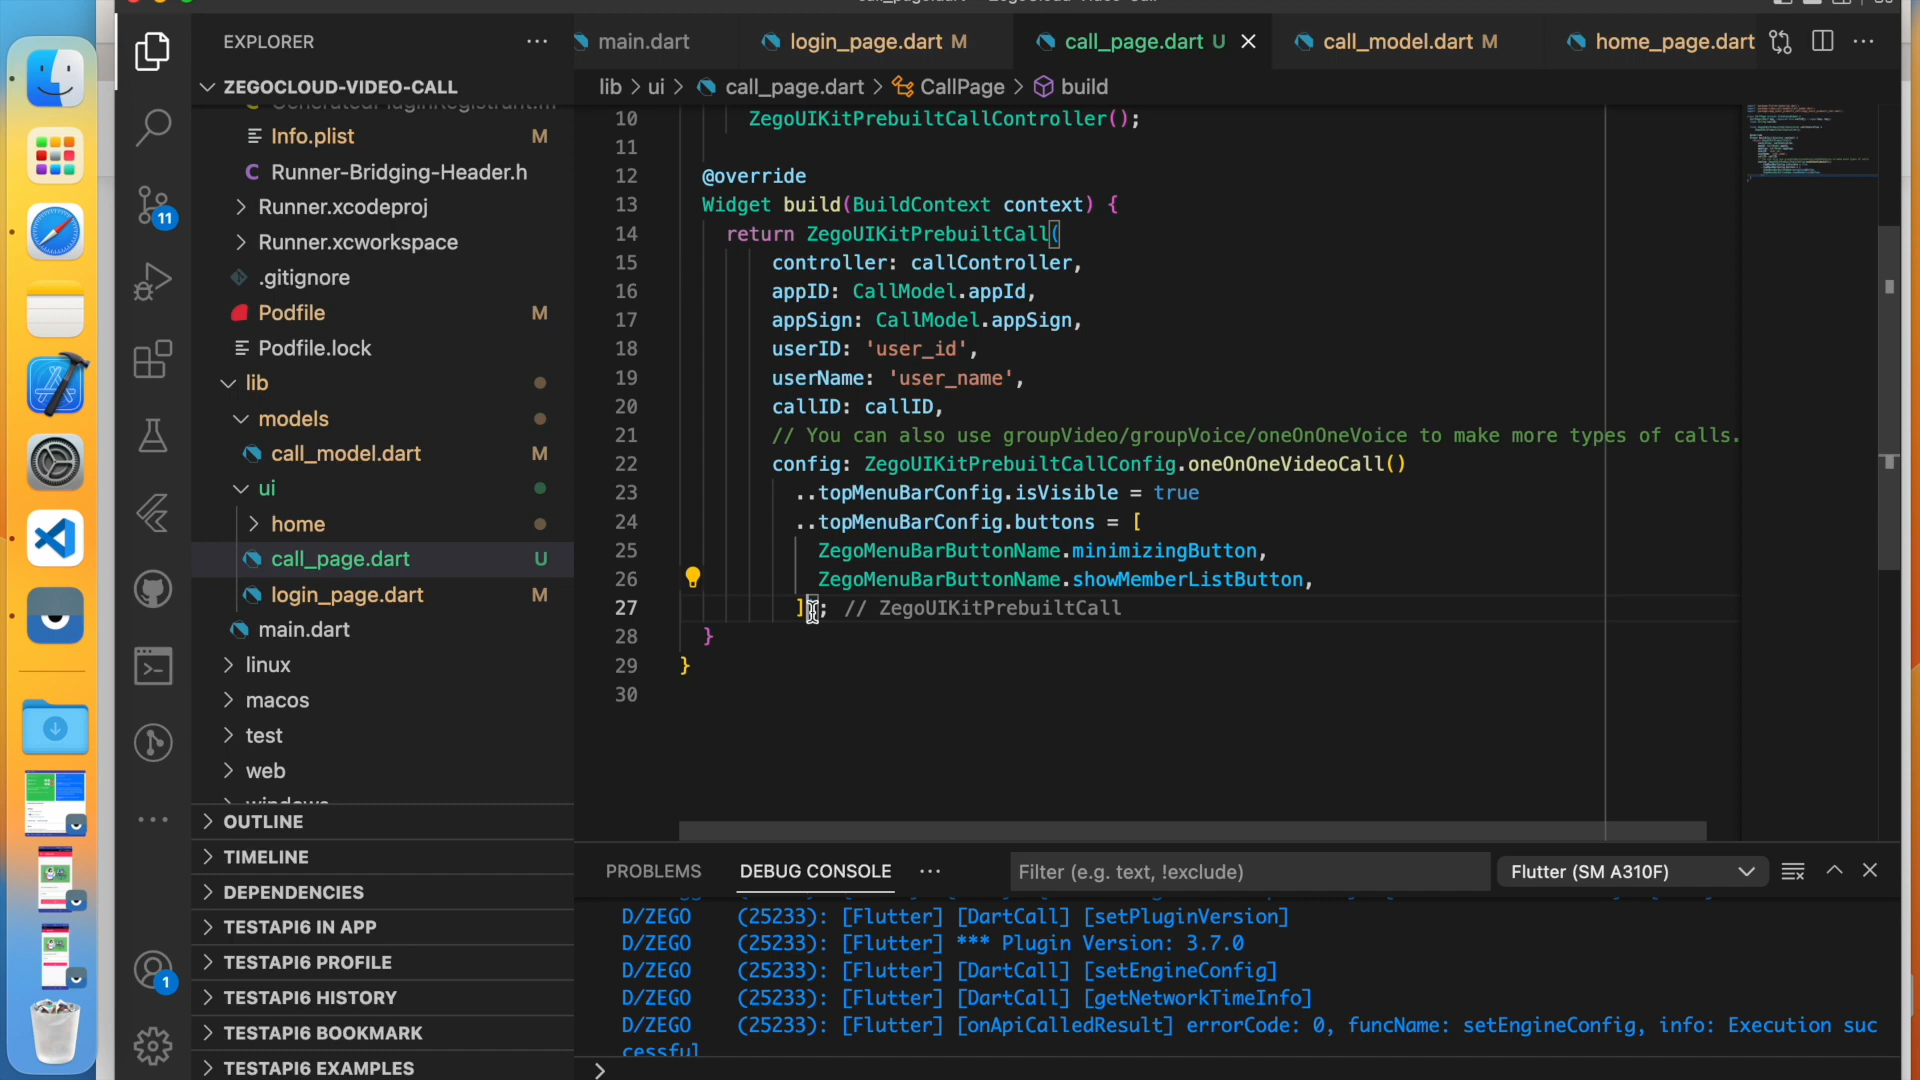 EXPLORER
ZEGOCLOUD-VIDEO-CALL
Info.plist M
Runner-Bridging-Header.h
Runner.xcodeproj
Runner.xcworkspace
.gitignore
Podfile M
Podfile.lock
lib
models
call_model.dart M
ui
home
call_page.dart U
login_page.dart M
main.dart
linux
macos
test
web
windows
OUTLINE
TIMELINE
DEPENDENCIES
TESTAPI6 IN APP
TESTAPI6 PROFILE
TESTAPI6 HISTORY
TESTAPI6 BOOKMARK
TESTAPI6 EXAMPLES
11
1
main.dart login_page.dart M call_page.dart U call_model.dart M home_page.dart
lib > ui > call_page.dart > CallPage > build
10 ZegoUIKitPrebuiltCallController();
11
12 @override
13 Widget build(BuildContext context) {
14 return ZegoUIKitPrebuiltCall(
15 controller: callController,
16 appID: CallModel.appId,
17 appSign: CallModel.appSign,
18 userID: 'user_id',
19 userName: 'user_name',
20 callID: callID,
21 // You can also use groupVideo/groupVoice/oneOnOneVoice to make more types of calls.
22 config: ZegoUIKitPrebuiltCallConfig.oneOnOneVideoCall()
23 ..topMenuBarConfig.isVisible = true
24 ..topMenuBarConfig.buttons = [
25 ZegoMenuBarButtonName.minimizingButton,
26 ZegoMenuBarButtonName.showMemberListButton,
27 ]); // ZegoUIKitPrebuiltCall
28 }
29 }
30
PROBLEMS DEBUG CONSOLE Filter (e.g. text, !exclude) Flutter (SM A310F)
D/ZEGO (25233): [Flutter] [DartCall] [setPluginVersion]
D/ZEGO (25233): [Flutter] *** Plugin Version: 3.7.0
D/ZEGO (25233): [Flutter] [DartCall] [setEngineConfig]
D/ZEGO (25233): [Flutter] [DartCall] [getNetworkTimeInfo]
D/ZEGO (25233): [Flutter] [onApiCalledResult] errorCode: 0, funcName: setEngineConfig, info: Execution suc
cessful